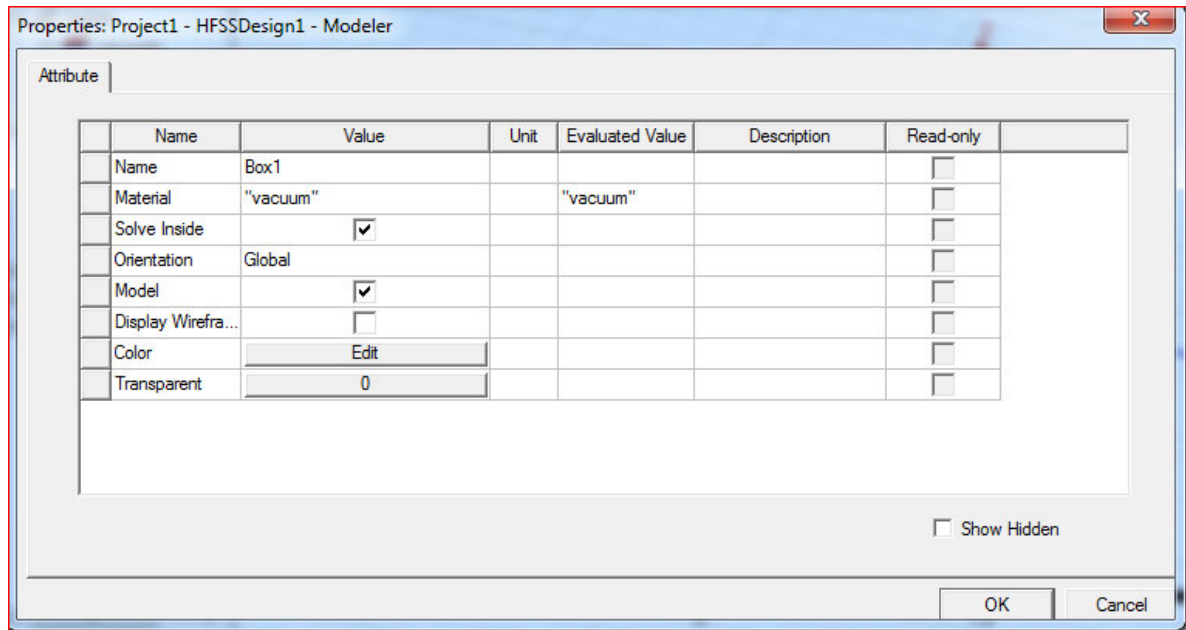 Properties: Project1 - HFSSDesign1 - Modeler
Attribute
Name Value Unit Evaluated Value Description Read-only
Name Box1
Material "vacuum" "vacuum"
Solve Inside
Orientation Global
Model
Display Wirefra...
Color Edit
Transparent 0
Show Hidden
OK Cancel